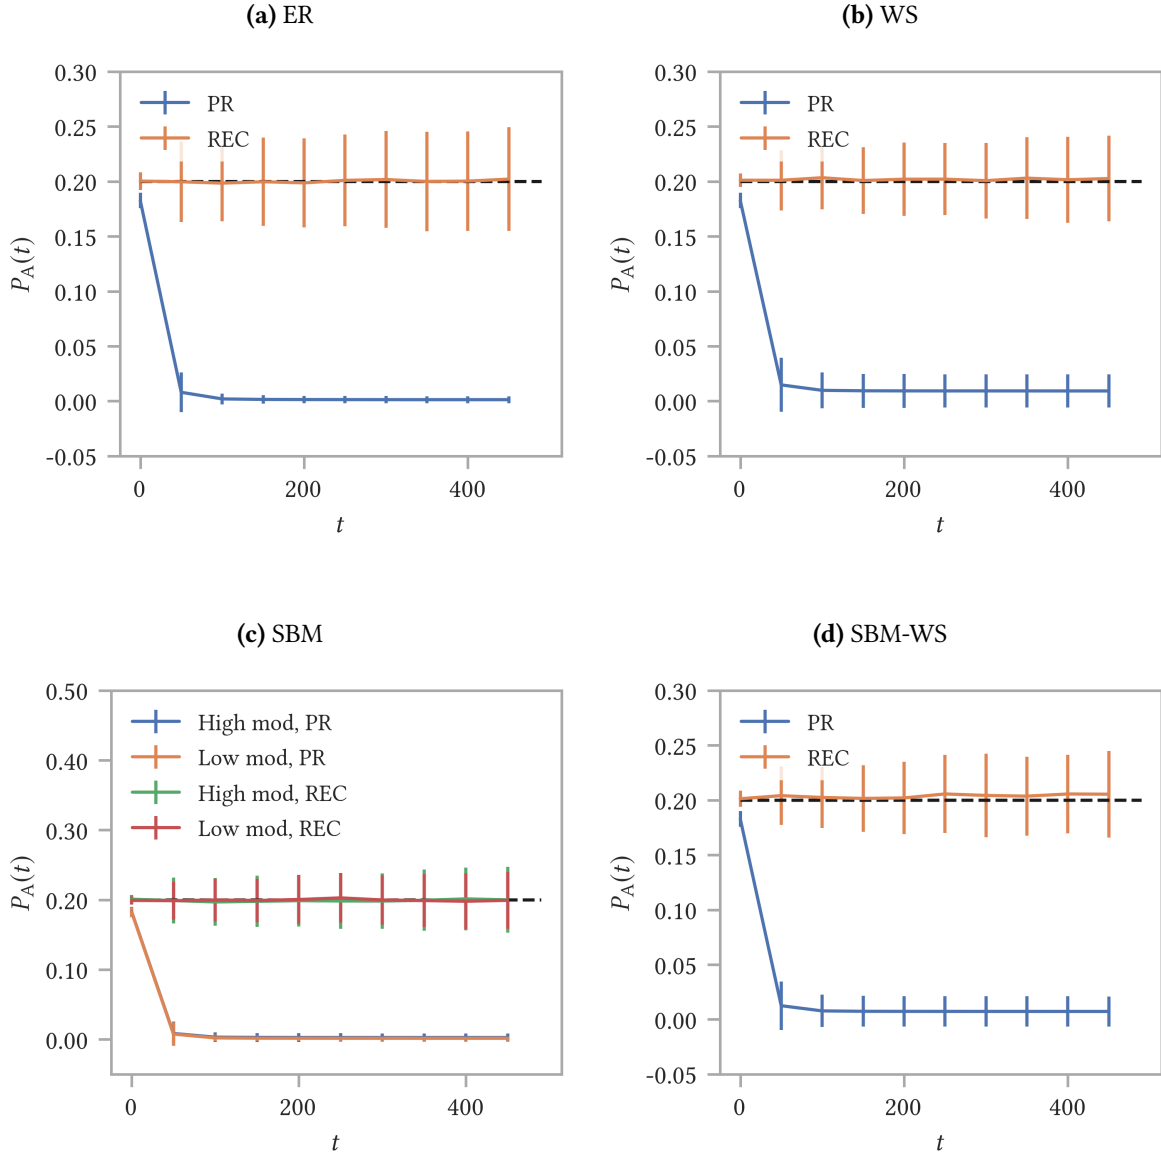 (a) ER
0.30
0.25
0.20
0.15
0.10
0.05
0.00
-0.05
P_A(t)
PR
REC
0
200
400
t
(b) WS
0.30
0.25
0.20
0.15
0.10
0.05
0.00
-0.05
P_A(t)
PR
REC
0
200
400
t
(c) SBM
0.50
0.40
0.30
0.20
0.10
0.00
P_A(t)
High mod, PR
Low mod, PR
High mod, REC
Low mod, REC
0
200
400
t
(d) SBM-WS
0.30
0.25
0.20
0.15
0.10
0.05
0.00
-0.05
P_A(t)
PR
REC
0
200
400
t